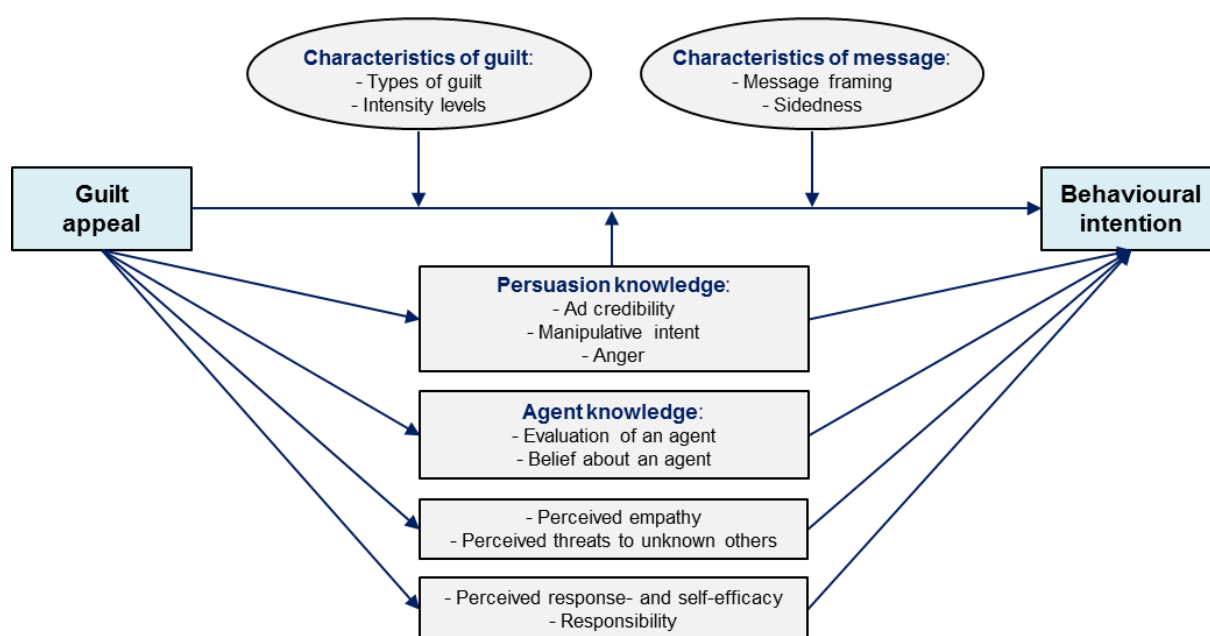 Characteristics of guilt:
- Types of guilt
- Intensity levels
Characteristics of message:
- Message framing
- Sidedness
Guilt
appeal
Behavioural
intention
Persuasion knowledge:
- Ad credibility
- Manipulative intent
- Anger
Agent knowledge:
- Evaluation of an agent
- Belief about an agent
- Perceived empathy
- Perceived threats to unknown others
- Perceived response- and self-efficacy
- Responsibility